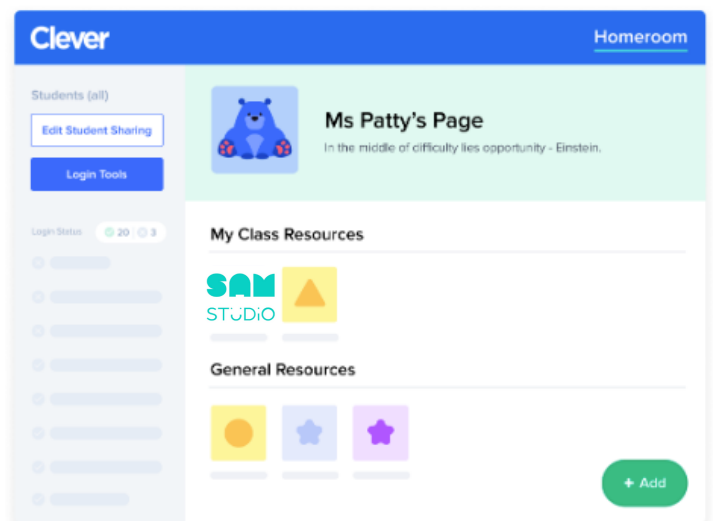 Clever
Homeroom
Students (all)
Edit Student Sharing
Login Tools
Login Status 20 3
Ms Patty's Page
In the middle of difficulty lies opportunity - Einstein.
My Class Resources
SAM
STUDIO
General Resources
+ Add